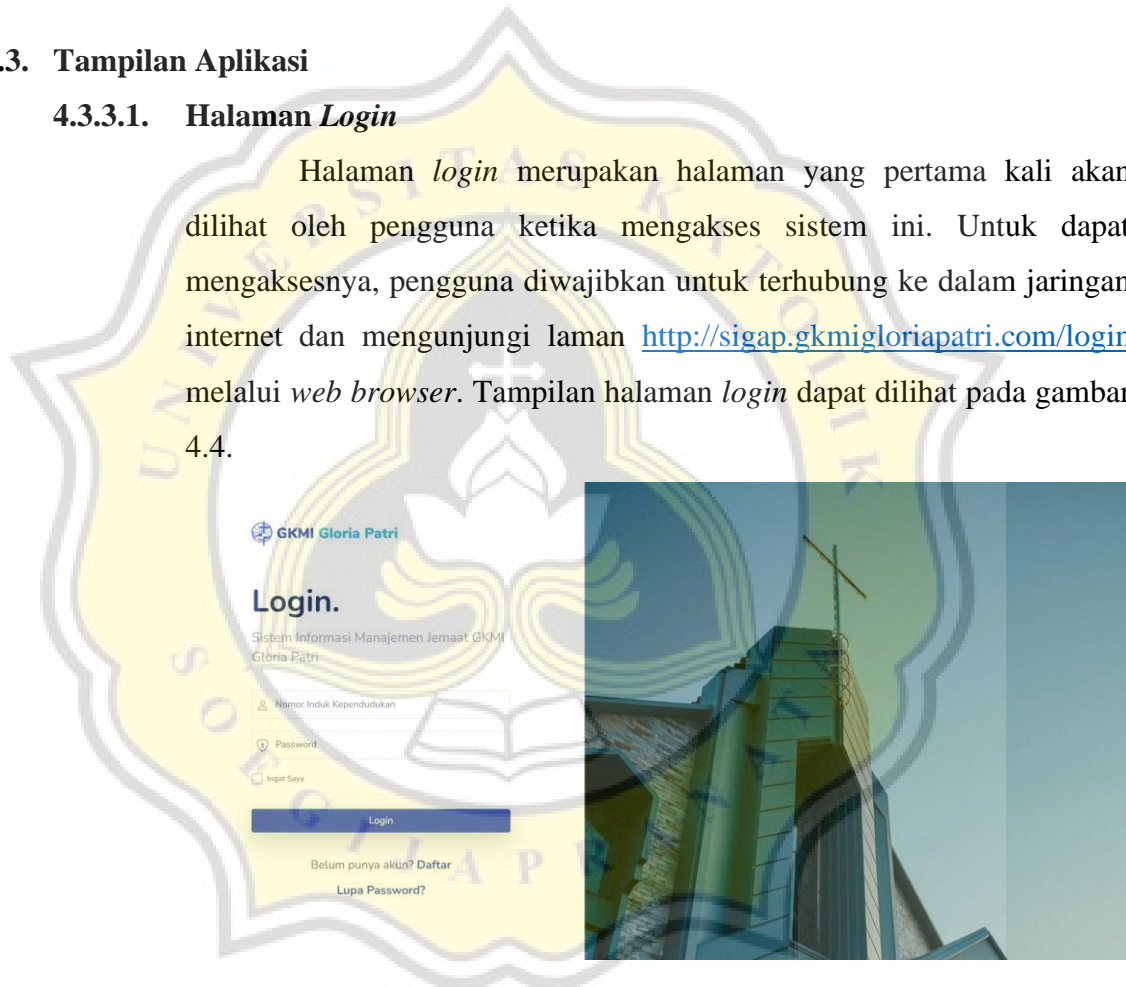 .3. Tampilan Aplikasi
4.3.3.1. Halaman Login
Halaman login merupakan halaman yang pertama kali akan
dilihat oleh pengguna ketika mengakses sistem ini. Untuk dapat
mengaksesnya, pengguna diwajibkan untuk terhubung ke dalam jaringan
internet dan mengunjungi laman http://sigap.gkmigloriapatri.com/login
melalui web browser. Tampilan halaman login dapat dilihat pada gambar
4.4.
GKMI Gloria Patri
Login.
Sistem Informasi Manajemen Jemaat GKMI
Gloria Patri
Nomor Induk Kependudukan
Password
Ingat Saya
Login
Belum punya akun? Daftar
Lupa Password?
UNIVERSITAS KATOLIK
SOEGIJAPRANATA